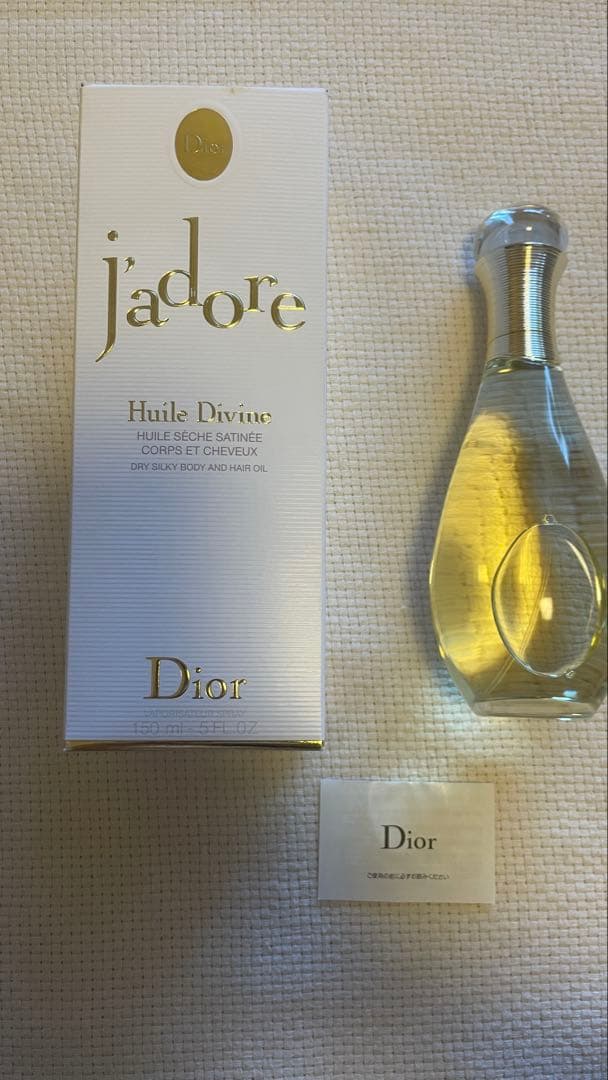 Dior
j'adore
Huile Divine
HUILE SÈCHE SATINÉE
CORPS ET CHEVEUX
DRY SILKY BODY AND HAIR OIL
Dior
VAPORISATEUR-SPRAY
150 ml - 5 FL. OZ
Dior
ご使用の前に必ずお読みください